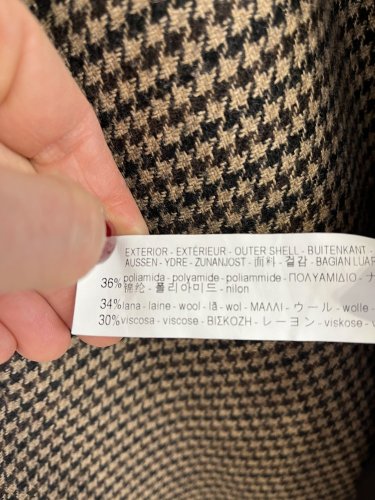 EXTERIOR - EXTÉRIEUR - OUTER SHELL - BUITENKANT -
AUSSEN - YDRE - ZUNANJOST - 面料 - 겉감 - BAGIAN LUAR
36% poliamida - polyamide - poliammide - ΠΟΛΥΑΜΙΔΙΟ - ナ
锦纶 - 폴리아미드 - nilon
34% lana - laine - wool - lã - wol - ΜΑΛΛΙ - ウール - wolle -
30% viscosa - viscose - ΒΙΣΚΟΖΗ - レーヨン - viskose - v